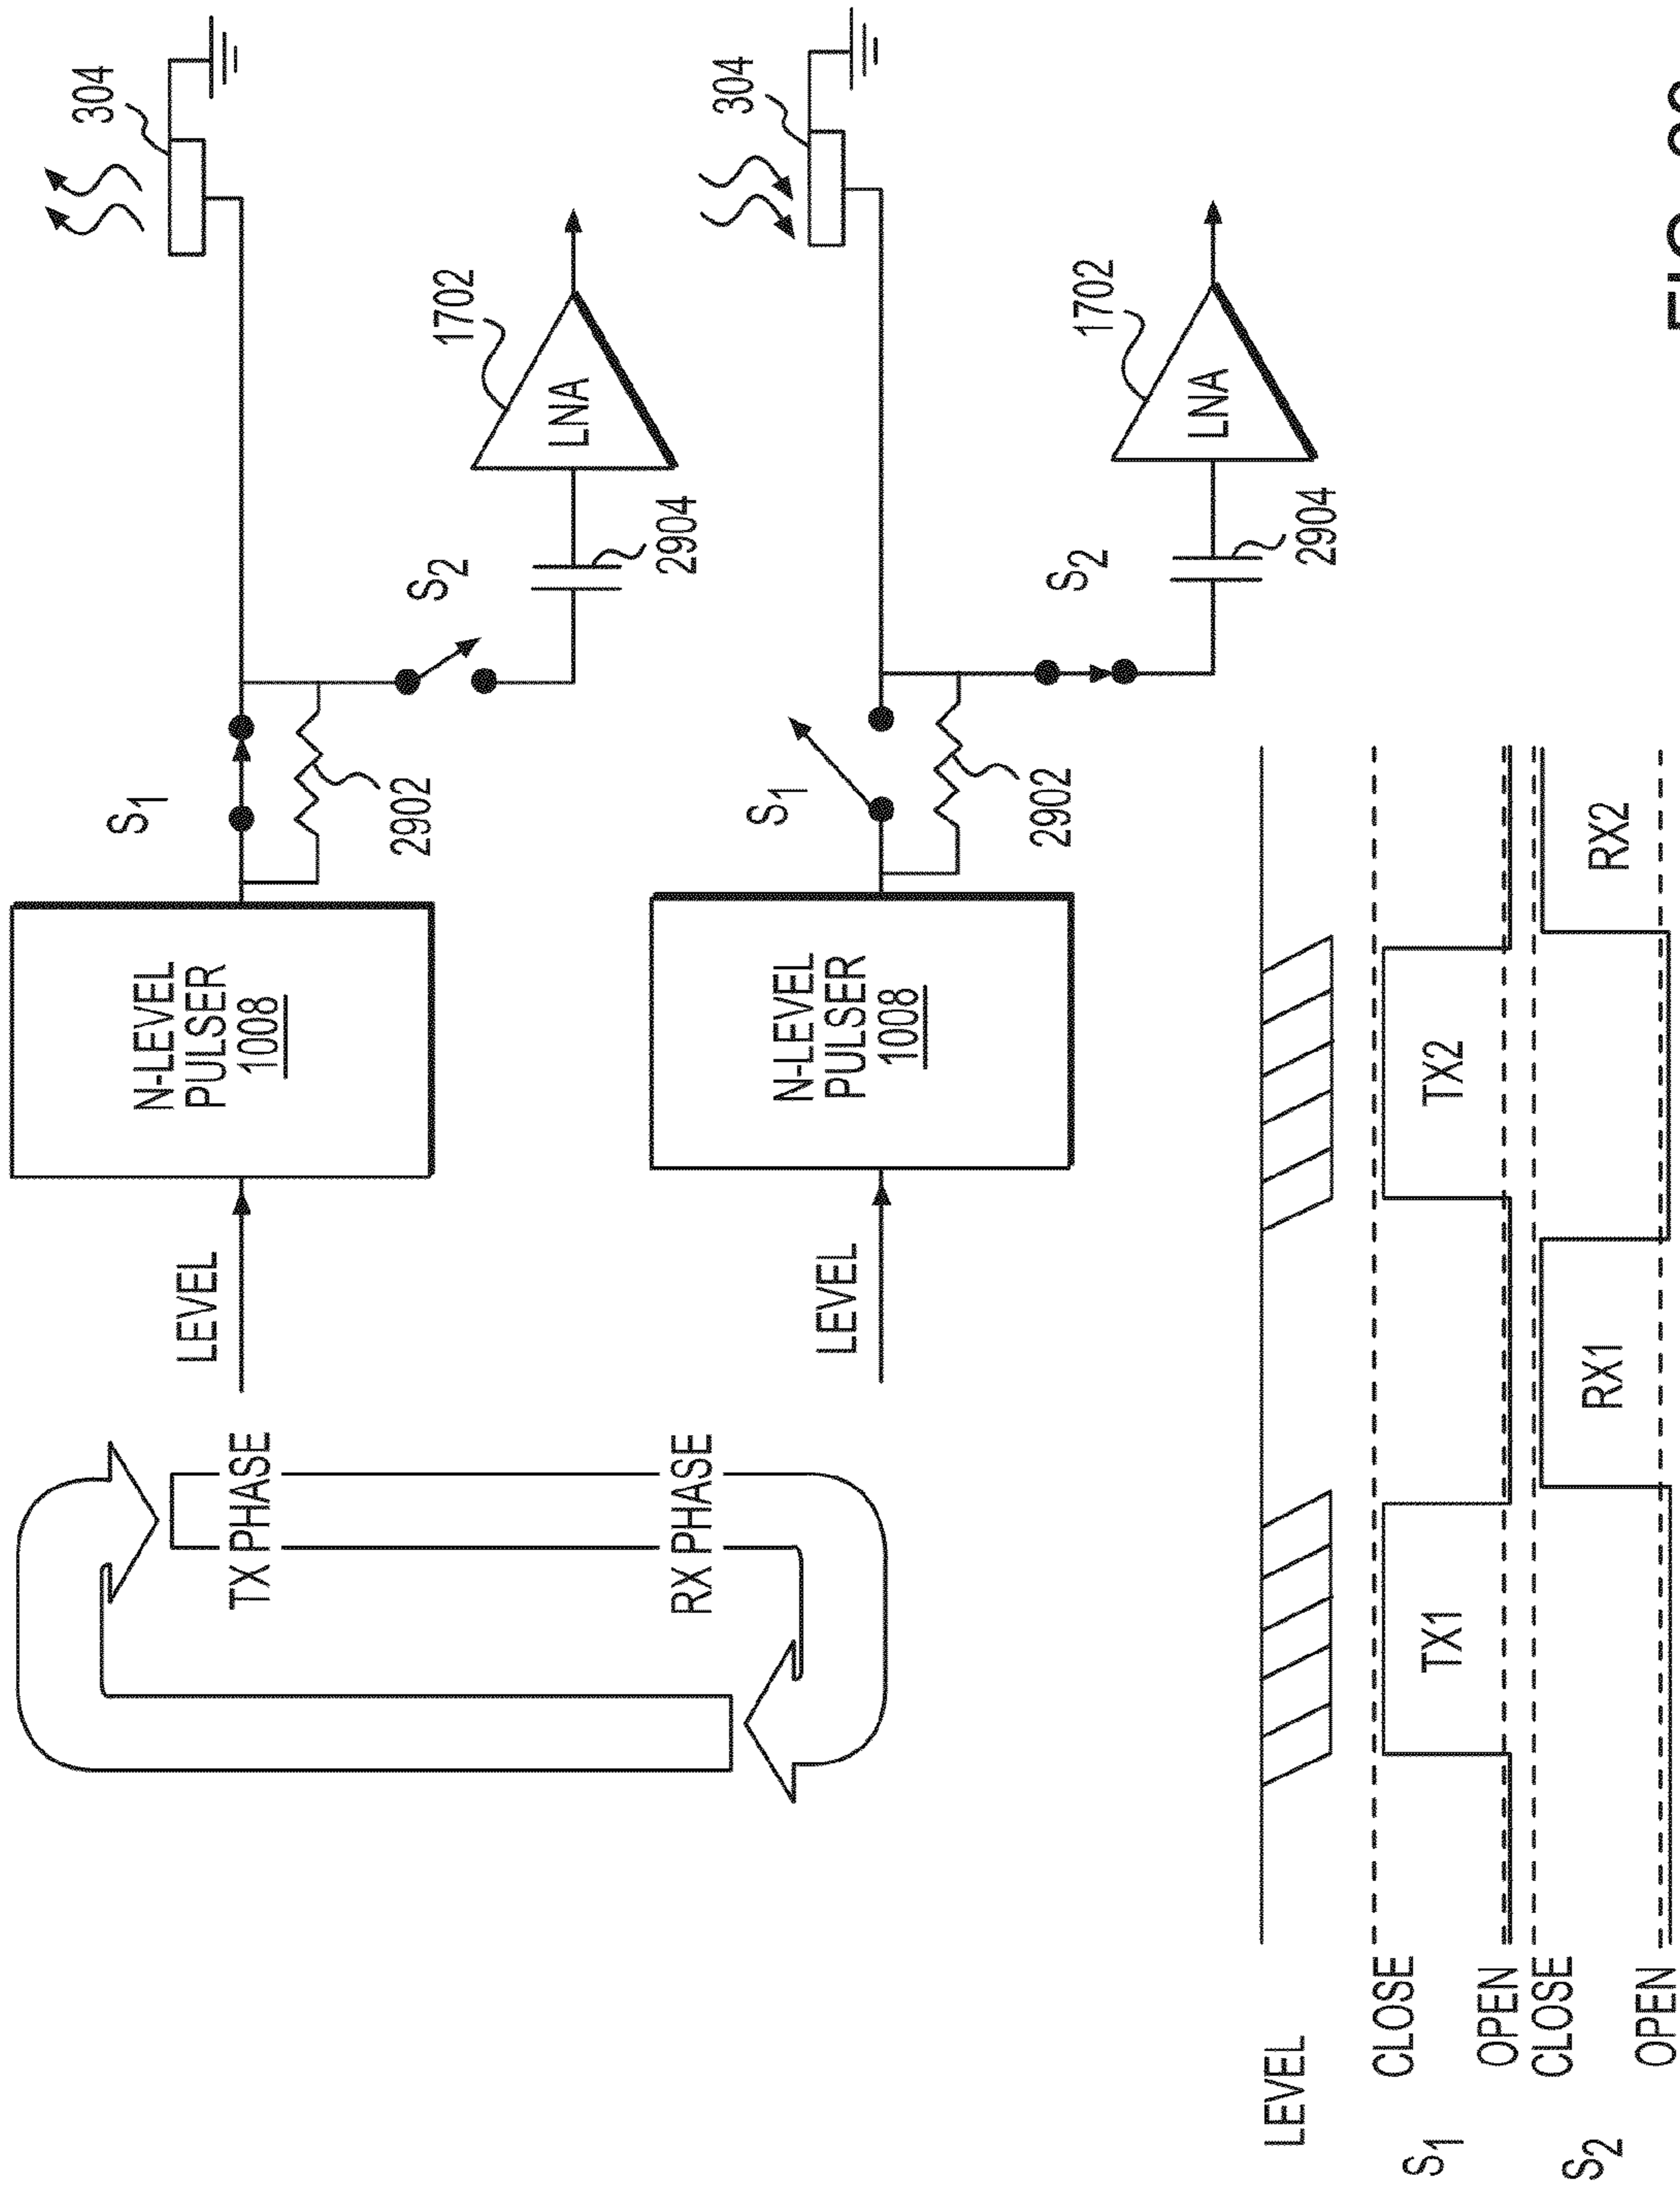 TX PHASE
LEVEL
N-LEVEL
PULSER
1008
S1
2902
S2
2904
LNA
1702
304
RX PHASE
LEVEL
N-LEVEL
PULSER
1008
S1
2902
S2
2904
LNA
1702
304
LEVEL
S1
CLOSE
OPEN
TX1
TX2
S2
CLOSE
OPEN
RX1
RX2